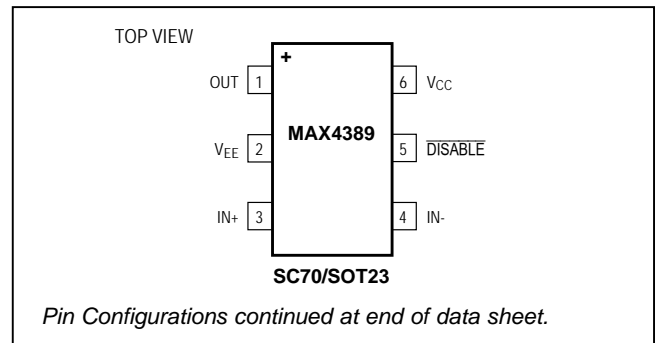 TOP VIEW
+
OUT 1
6 VCC
MAX4389
VEE 2
5 DISABLE
IN+ 3
4 IN-
SC70/SOT23
Pin Configurations continued at end of data sheet.